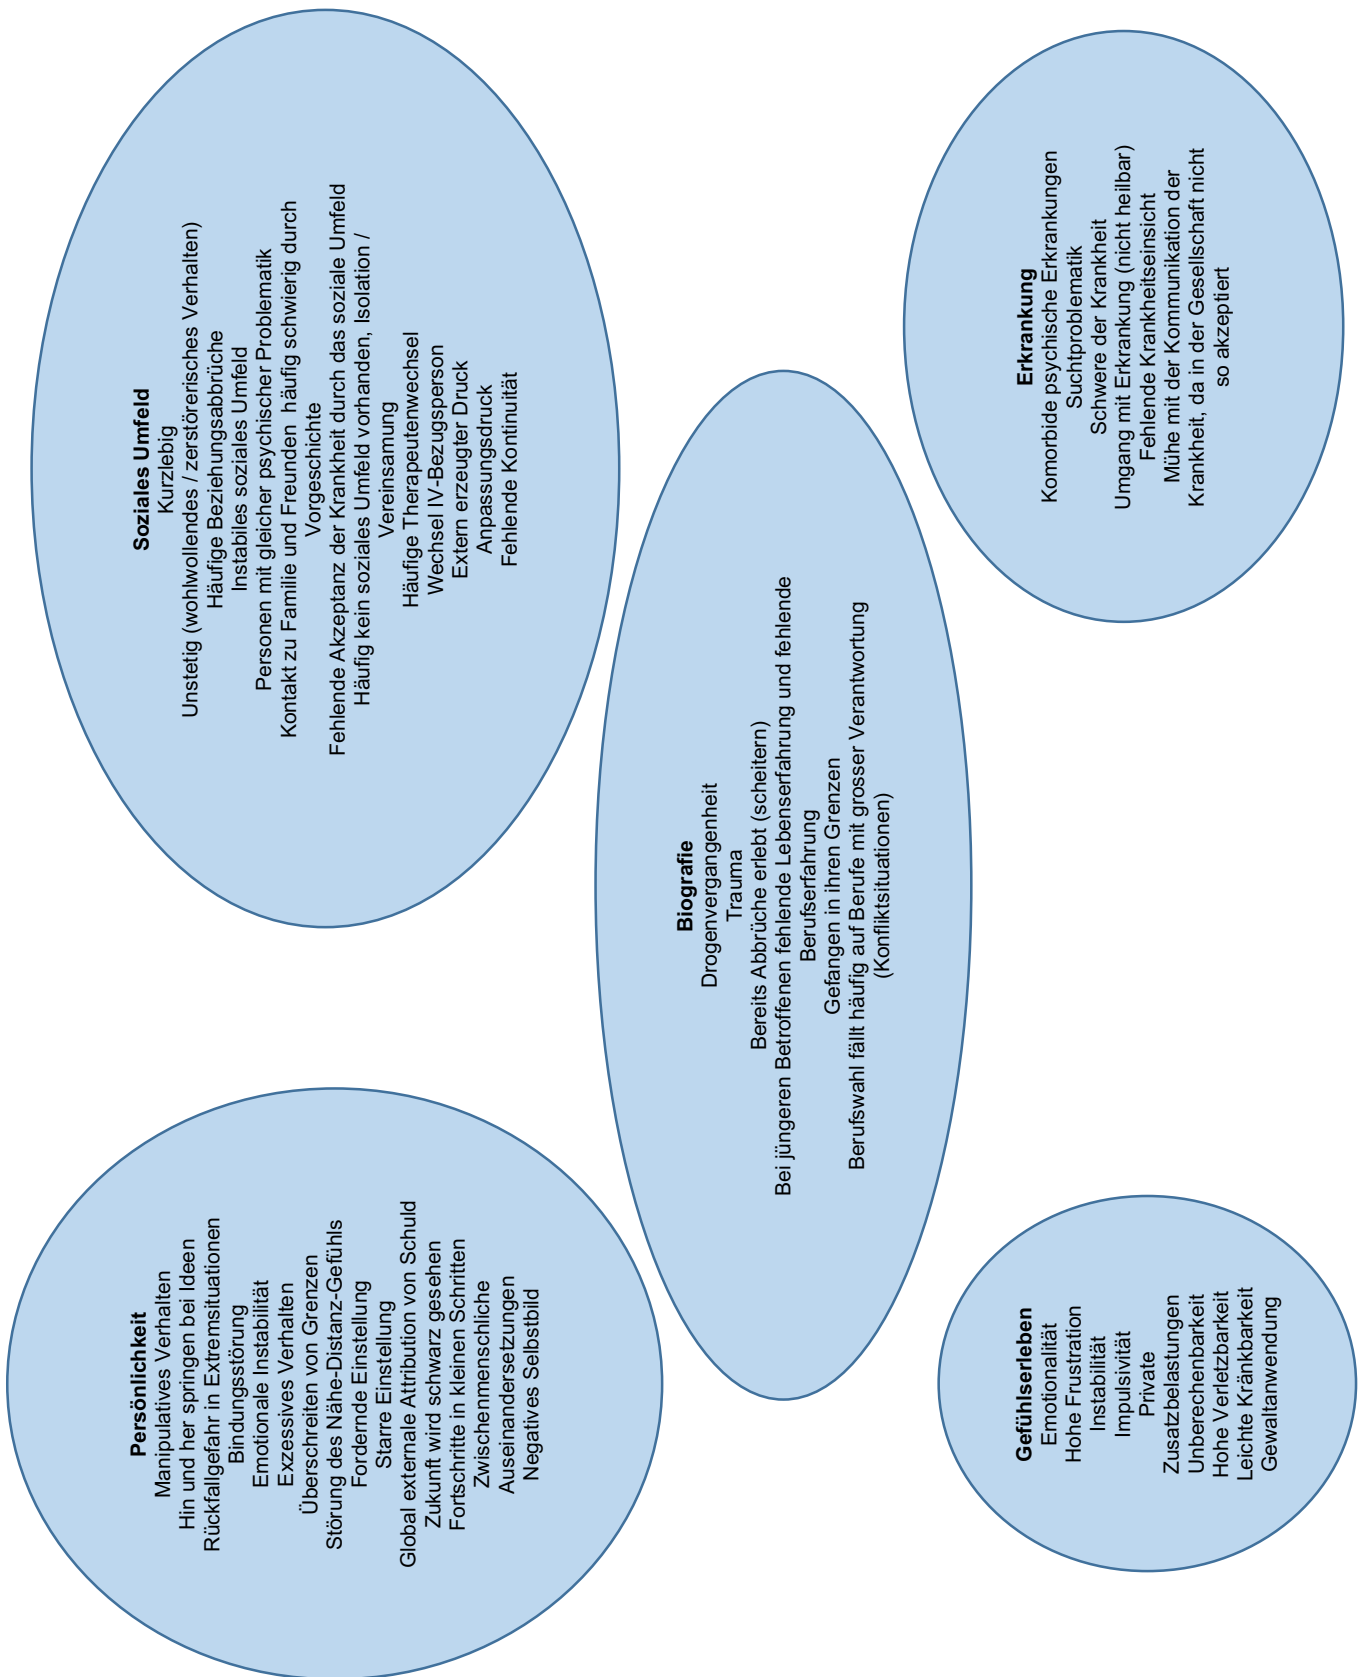 Persönlichkeit
Manipulatives Verhalten
Hin und her springen bei Ideen
Rückfallgefahr in Extremsituationen
Bindungsstörung
Emotionale Instabilität
Exzessives Verhalten
Überschreiten von Grenzen
Störung des Nähe-Distanz-Gefühls
Fordernde Einstellung
Starre Einstellung
Global externale Attribution von Schuld
Zukunft wird schwarz gesehen
Fortschritte in kleinen Schritten
Zwischenmenschliche
Auseinandersetzungen
Negatives Selbstbild
Soziales Umfeld
Kurzlebig
Unstetig (wohlwollendes / zerstörerisches Verhalten)
Häufige Beziehungsabbrüche
Instabiles soziales Umfeld
Personen mit gleicher psychischer Problematik
Kontakt zu Familie und Freunden häufig schwierig durch
Vorgeschichte
Fehlende Akzeptanz der Krankheit durch das soziale Umfeld
Häufig kein soziales Umfeld vorhanden, Isolation /
Vereinsamung
Häufige Therapeutenwechsel
Wechsel IV-Bezugsperson
Extern erzeugter Druck
Anpassungsdruck
Fehlende Kontinuität
Biografie
Drogenvergangenheit
Trauma
Bereits Abbrüche erlebt (scheitern)
Bei jüngeren Betroffenen fehlende Lebenserfahrung und fehlende
Berufserfahrung
Gefangen in ihren Grenzen
Berufswahl fällt häufig auf Berufe mit grosser Verantwortung
(Konfliktsituationen)
Gefühlserleben
Emotionalität
Hohe Frustration
Instabilität
Impulsivität
Private
Zusatzbelastungen
Unberechenbarkeit
Hohe Verletzbarkeit
Leichte Kränkbarkeit
Gewaltanwendung
Erkrankung
Komorbide psychische Erkrankungen
Suchtproblematik
Schwere der Krankheit
Umgang mit Erkrankung (nicht heilbar)
Fehlende Krankheitseinsicht
Mühe mit der Kommunikation der
Krankheit, da in der Gesellschaft nicht
so akzeptiert